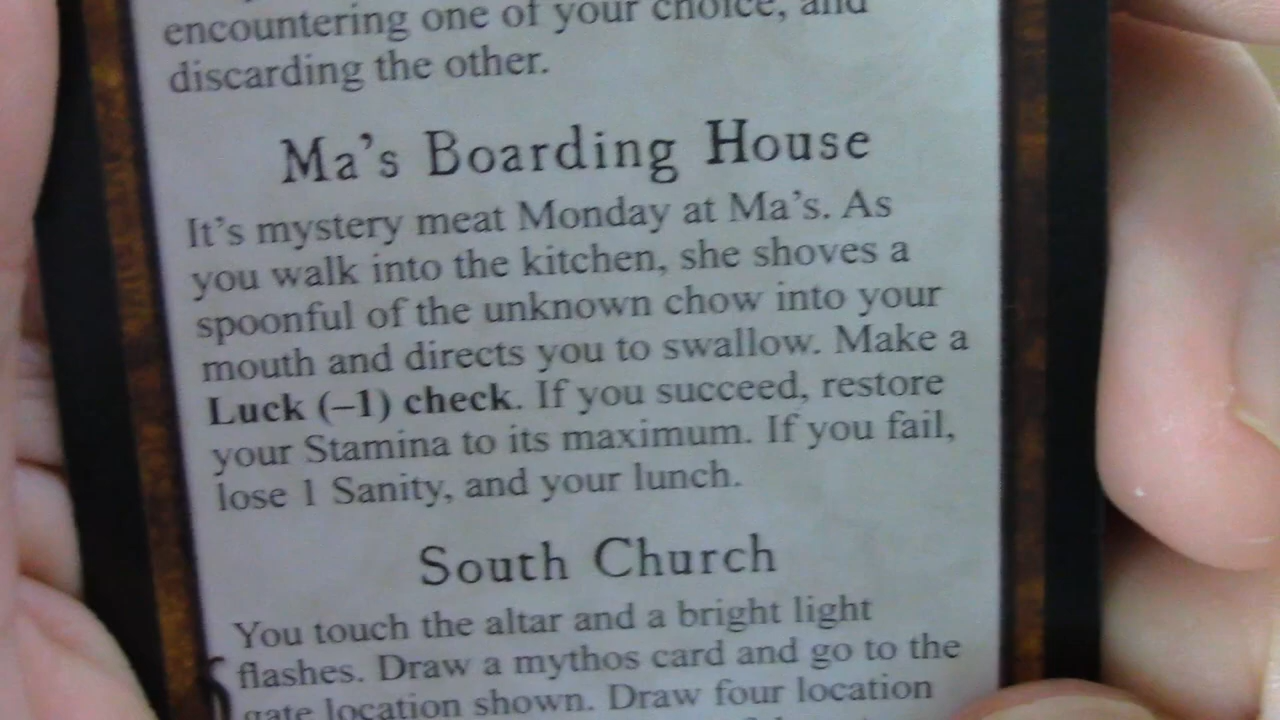 encountering one of your choice, and
discarding the other.
Ma's Boarding House
It's mystery meat Monday at Ma's. As
you walk into the kitchen, she shoves a
spoonful of the unknown chow into your
mouth and directs you to swallow. Make a
Luck (–1) check. If you succeed, restore
your Stamina to its maximum. If you fail,
lose 1 Sanity, and your lunch.
South Church
You touch the altar and a bright light
flashes. Draw a mythos card and go to the
gate location shown. Draw four location